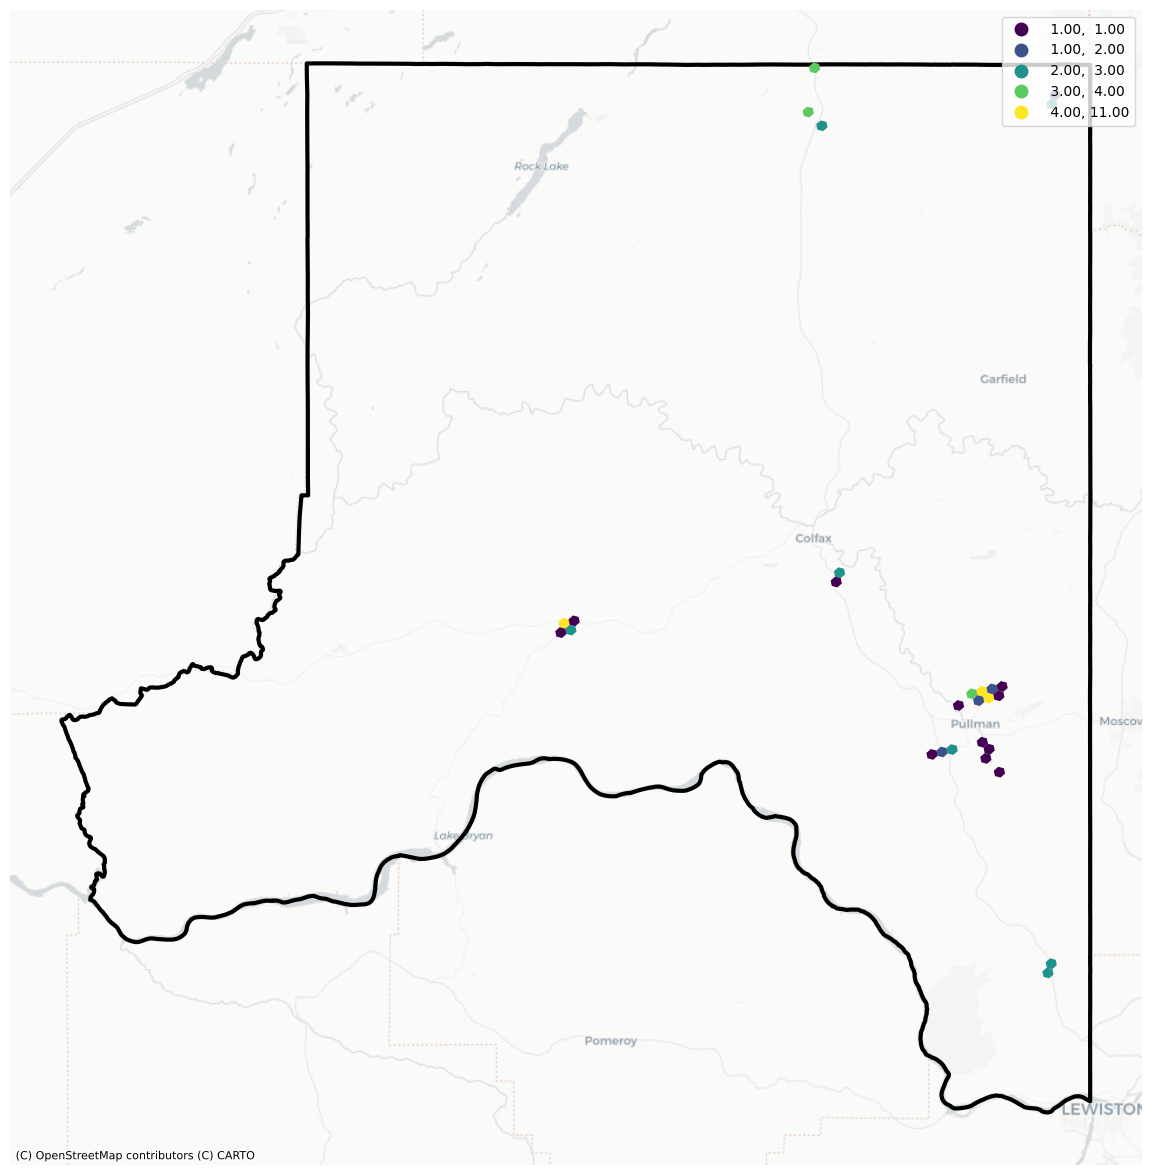 1.00, 1.00
1.00, 2.00
2.00, 3.00
3.00, 4.00
4.00, 11.00
Rock Lake
Garfield
Colfax
Pullman
Moscow
Lake Bryan
Pomeroy
LEWISTON
(C) OpenStreetMap contributors (C) CARTO